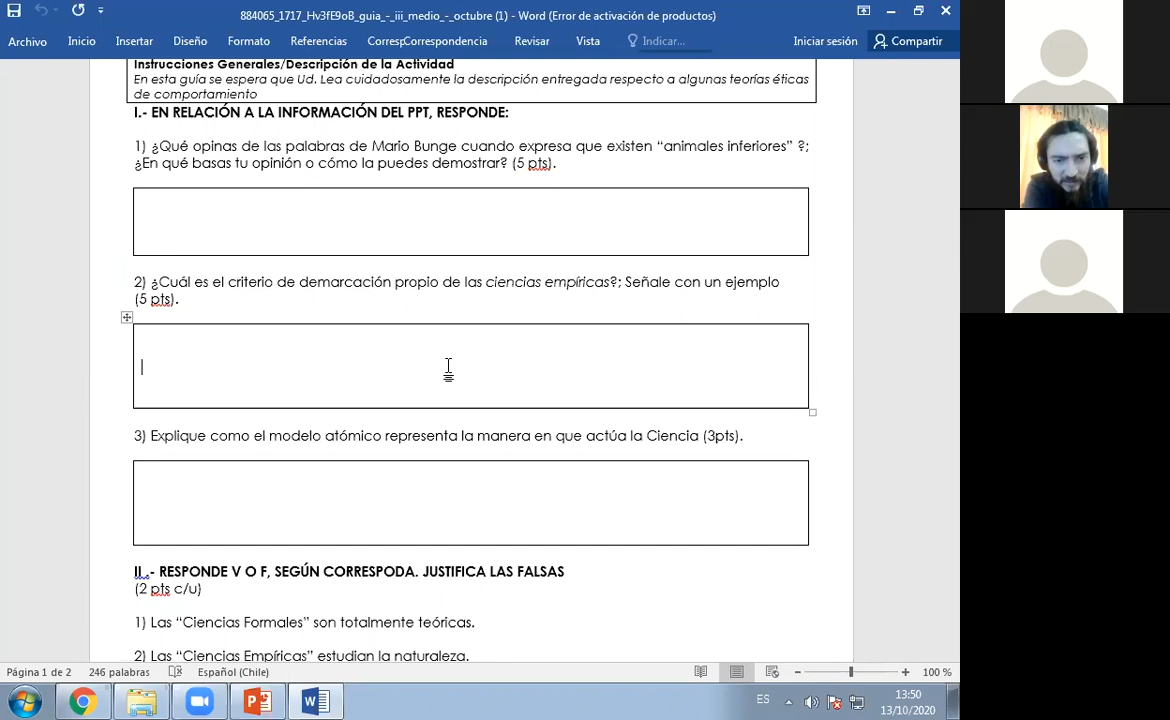 884065_1717_Hv3fE9oB_guia_-_iii_medio_-_octubre (1) - Word (Error de activación de productos)
Archivo Inicio Insertar Diseño Formato Referencias CorrespCorrespondencia Revisar Vista Indicar... Iniciar sesión Compartir
Instrucciones Generales/Descripción de la Actividad
En esta guía se espera que Ud. Lea cuidadosamente la descripción entregada respecto a algunas teorías éticas
de comportamiento
I.- EN RELACIÓN A LA INFORMACIÓN DEL PPT, RESPONDE:
1) ¿Qué opinas de las palabras de Mario Bunge cuando expresa que existen “animales inferiores” ?;
¿En qué basas tu opinión o cómo la puedes demostrar? (5 pts).
2) ¿Cuál es el criterio de demarcación propio de las ciencias empíricas?; Señale con un ejemplo
(5 pts).
3) Explique como el modelo atómico representa la manera en que actúa la Ciencia (3pts).
II .- RESPONDE V O F, SEGÚN CORRESPODA. JUSTIFICA LAS FALSAS
(2 pts c/u)
1) Las “Ciencias Formales” son totalmente teóricas.
2) Las “Ciencias Empíricas” estudian la naturaleza.
Página 1 de 2 246 palabras Español (Chile) 100 %
ES 13:50
13/10/2020